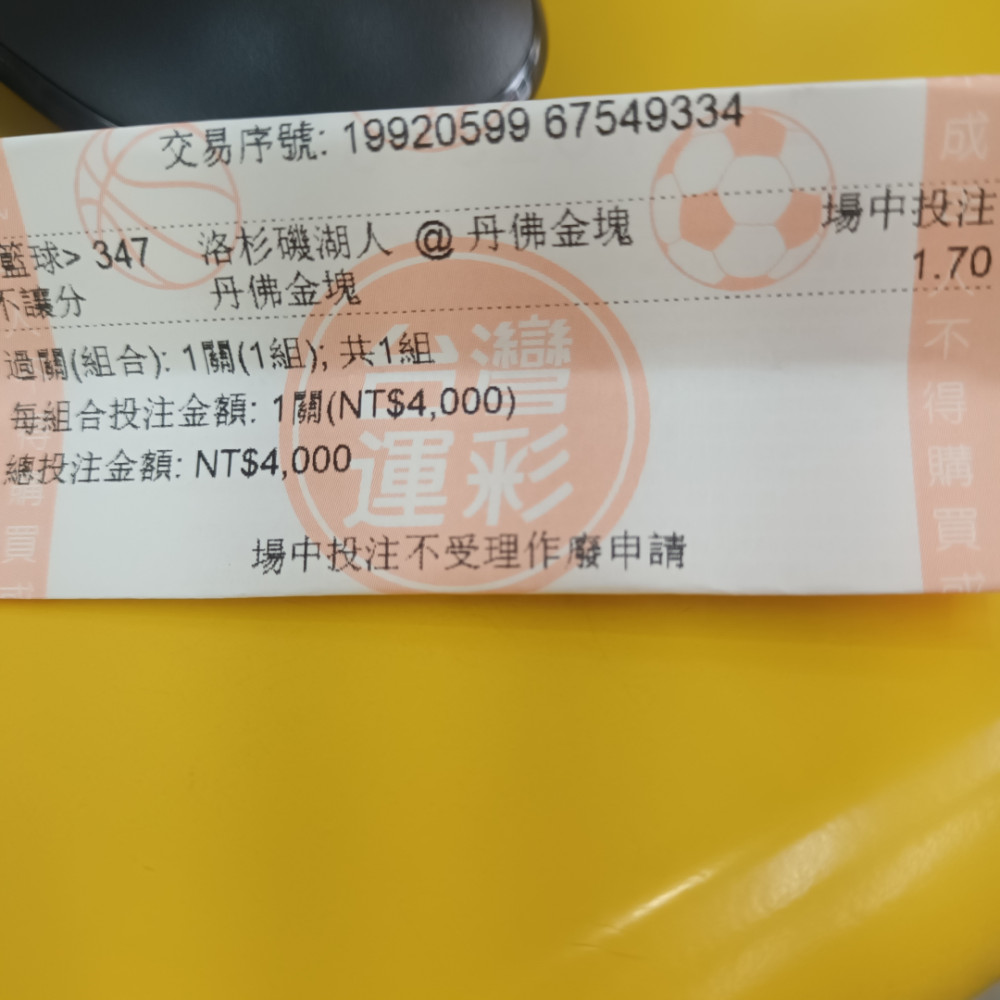 交易序號: 19920599 67549334
籃球> 347 洛杉磯湖人 @ 丹佛金塊 場中投注
不讓分 丹佛金塊 1.70
過關(組合): 1關(1組); 共1組
每組合投注金額: 1關(NT$4,000)
總投注金額: NT$4,000
場中投注不受理作廢申請
台灣
運彩
成
人不得購買
購買